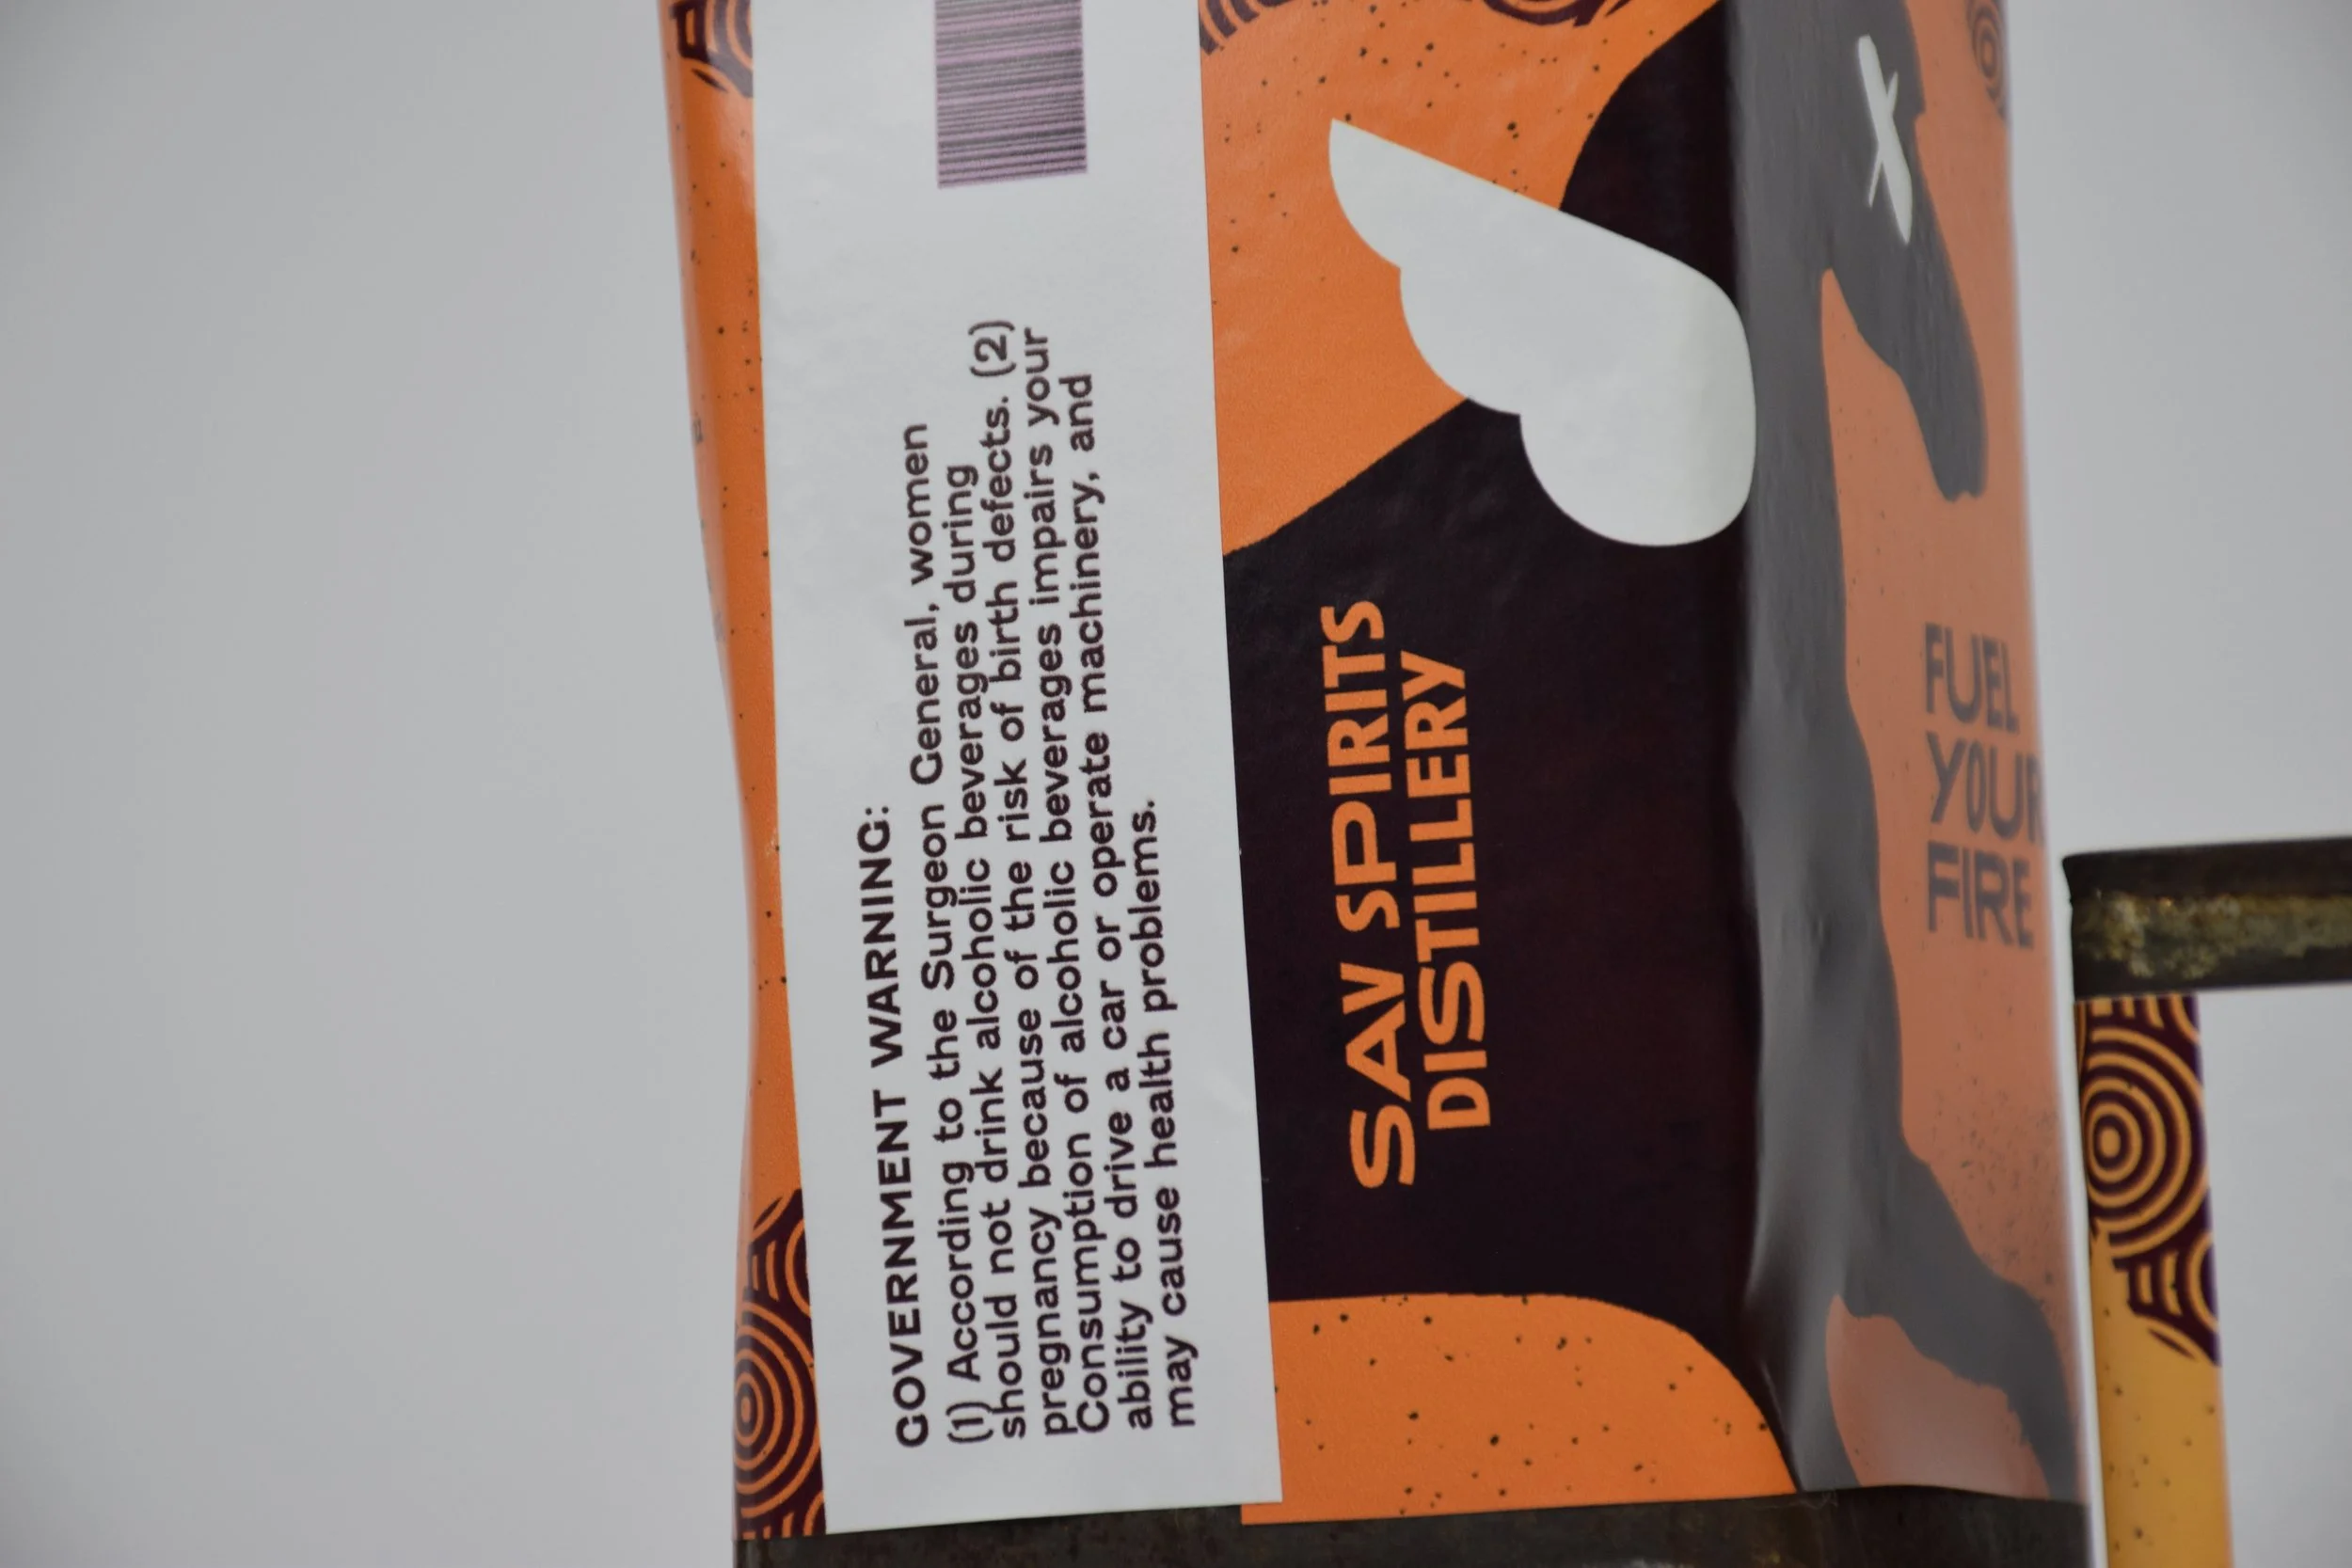 GOVERNMENT WARNING:
(1) According to the Surgeon General, women
should not drink alcoholic beverages during
pregnancy because of the risk of birth defects. (2)
Consumption of alcoholic beverages impairs your
ability to drive a car or operate machinery, and
may cause health problems.
SAV SPIRITS
DISTILLERY
FUEL
YOUR
FIRE